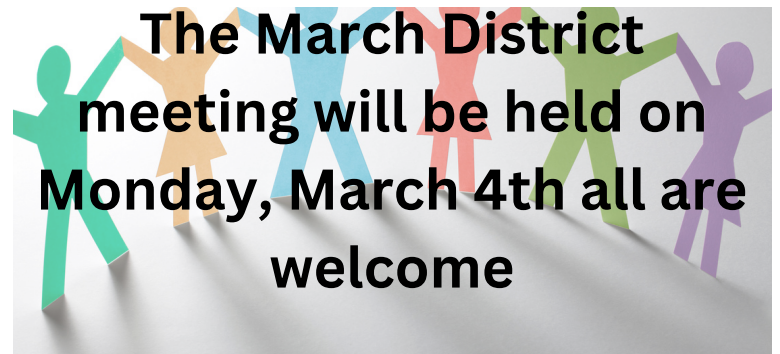 The March District
meeting will be held on
Monday, March 4th all are
welcome